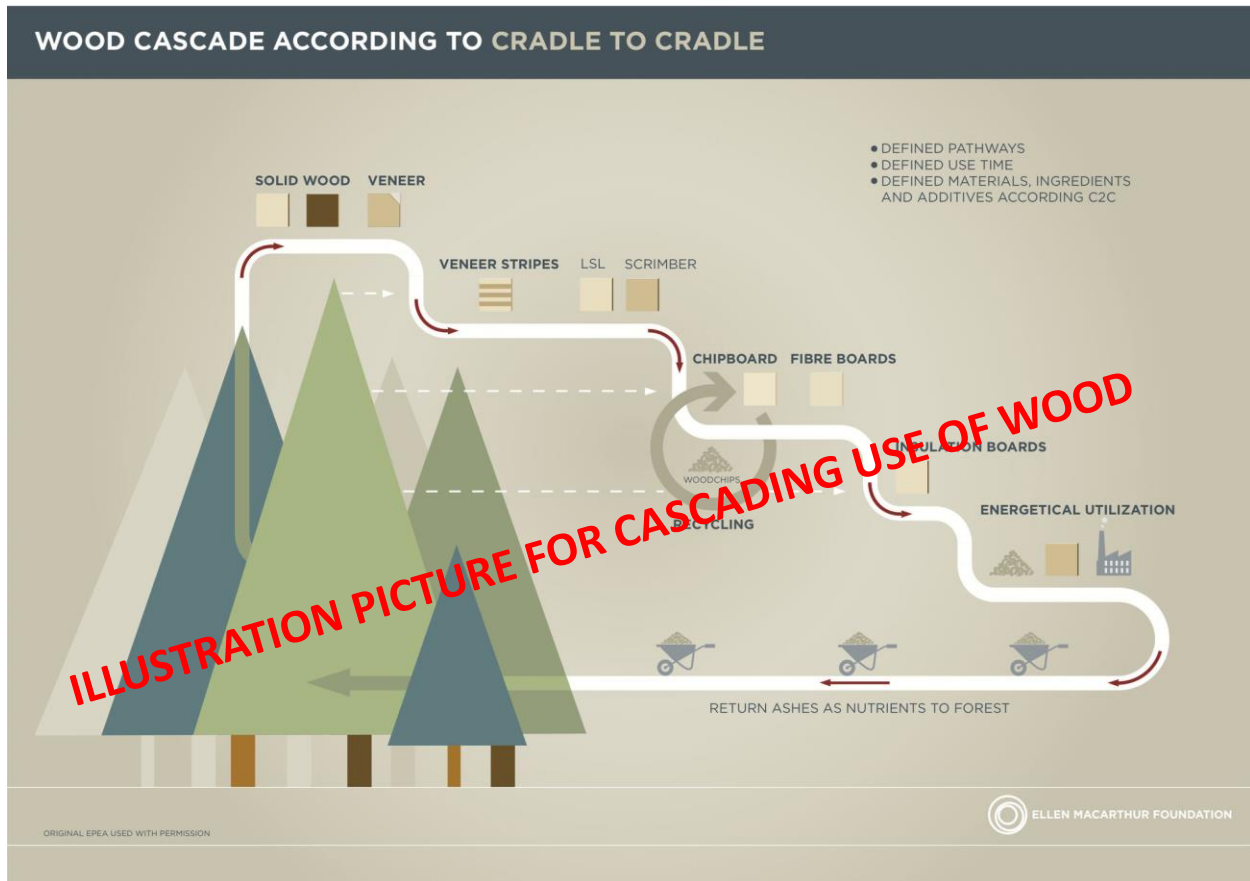 WOOD CASCADE ACCORDING TO CRADLE TO CRADLE
• DEFINED PATHWAYS
• DEFINED USE TIME
• DEFINED MATERIALS, INGREDIENTS
AND ADDITIVES ACCORDING C2C
SOLID WOOD VENEER
VENEER STRIPES LSL SCRIMBER
CHIPBOARD FIBRE BOARDS
INSULATION BOARDS
WOODCHIPS
RECYCLING
ENERGETICAL UTILIZATION
ILLUSTRATION PICTURE FOR CASCADING USE OF WOOD
RETURN ASHES AS NUTRIENTS TO FOREST
ELLEN MACARTHUR FOUNDATION
ORIGINAL EPEA USED WITH PERMISSION